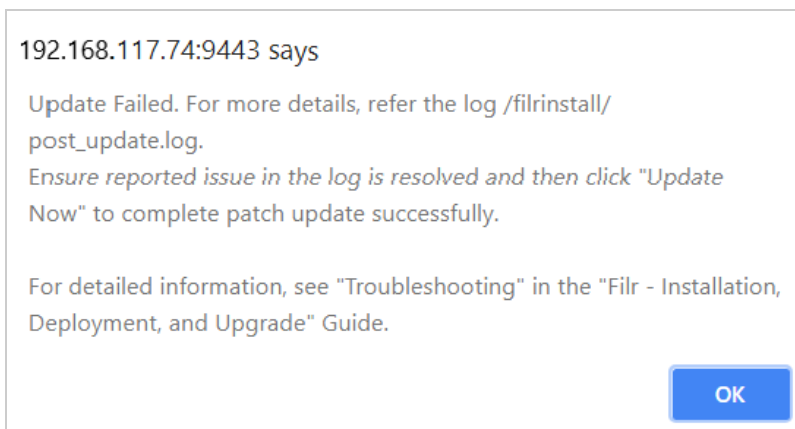 192.168.117.74:9443 says
Update Failed. For more details, refer the log /filrinstall/
post_update.log.
Ensure reported issue in the log is resolved and then click "Update
Now" to complete patch update successfully.
For detailed information, see "Troubleshooting" in the "Filr - Installation,
Deployment, and Upgrade" Guide.
OK